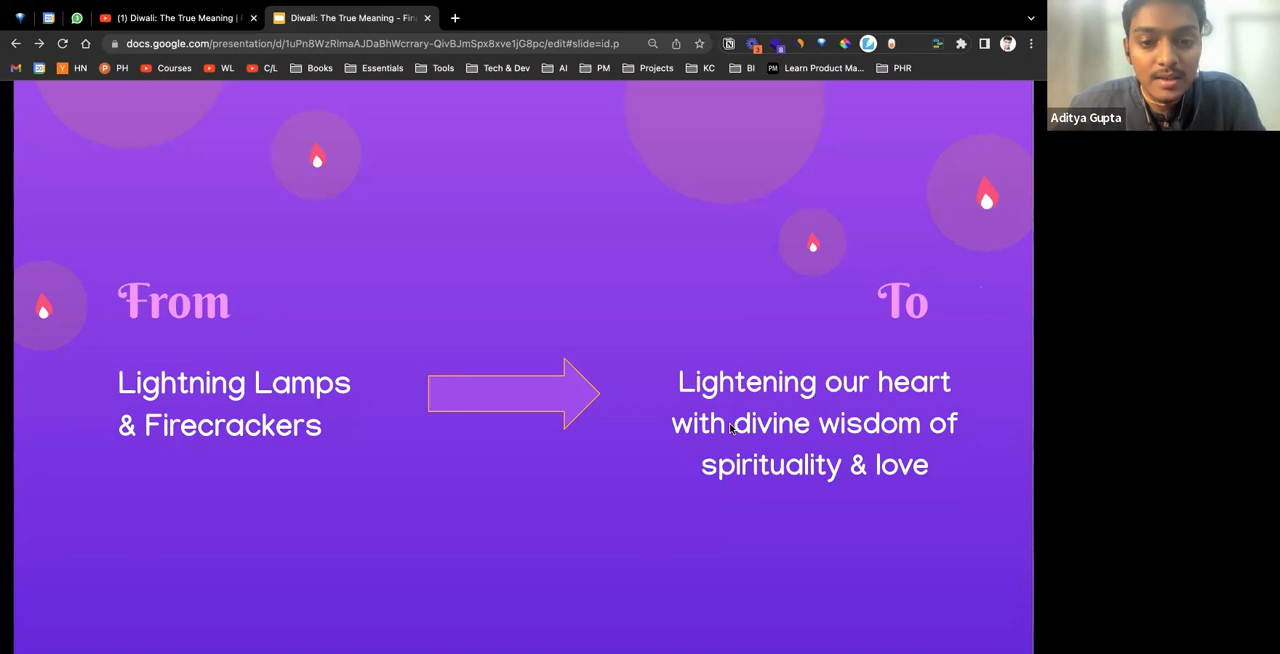 (1) Diwali: The True Meaning |
Diwali: The True Meaning - Fin
docs.google.com/presentation/d/1uPn8WzRlmaAJDaBhWcrrary-QivBJmSpx8xve1jG8pc/edit#slide=id.p
HN
PH
Courses
WL
C/L
Books
Essentials
Tools
Tech & Dev
AI
PM
Projects
KC
BI
PM
Learn Product Ma...
PHR
Aditya Gupta
From
To
Lightning Lamps
& Firecrackers
Lightening our heart
with divine wisdom of
spirituality & love